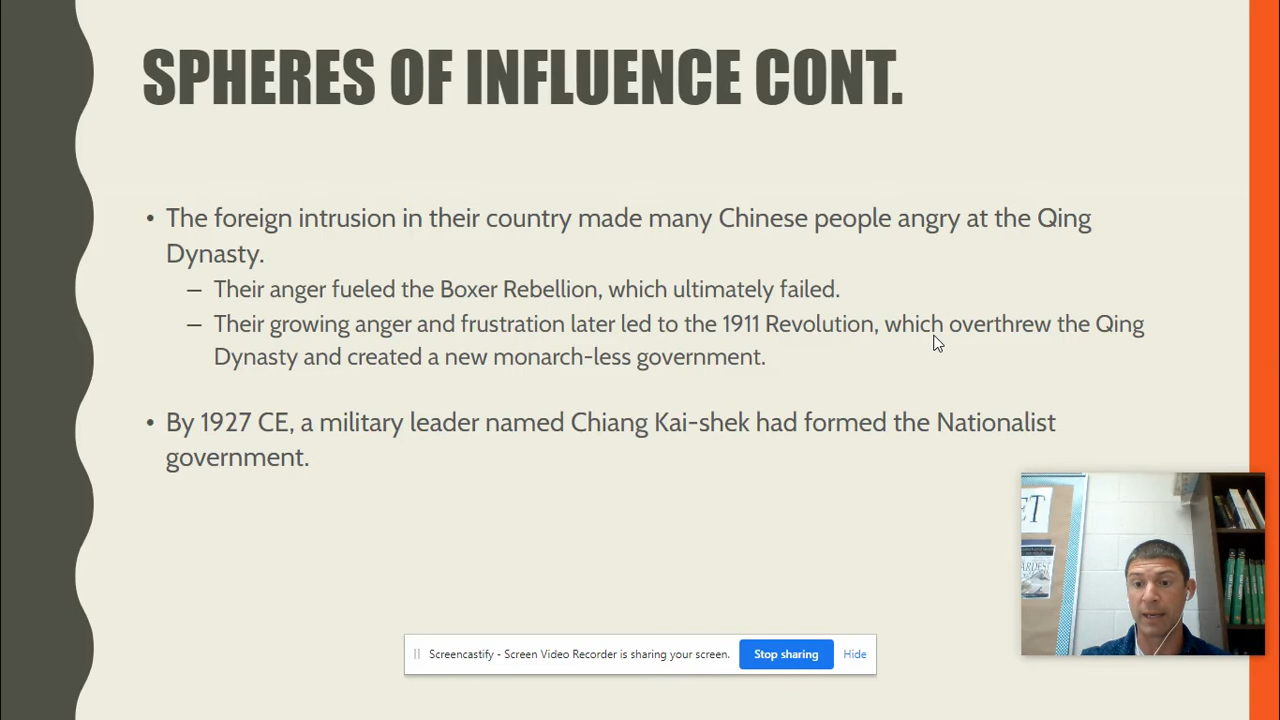 SPHERES OF INFLUENCE CONT.
• The foreign intrusion in their country made many Chinese people angry at the Qing
Dynasty.
– Their anger fueled the Boxer Rebellion, which ultimately failed.
– Their growing anger and frustration later led to the 1911 Revolution, which overthrew the Qing
Dynasty and created a new monarch-less government.
• By 1927 CE, a military leader named Chiang Kai-shek had formed the Nationalist
government.
ET
ARDEST
Screencastify - Screen Video Recorder is sharing your screen.
Stop sharing
Hide